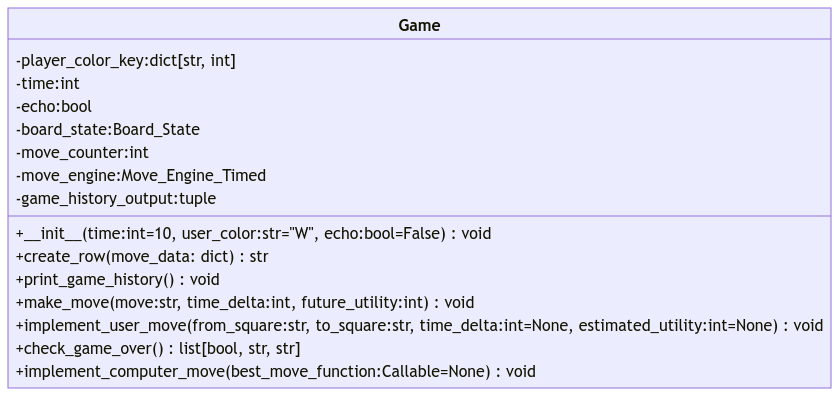 Game
-player_color_key:dict[str, int]
-time:int
-echo:bool
-board_state:Board_State
-move_counter:int
-move_engine:Move_Engine_Timed
-game_history_output:tuple
+__init__(time:int=10, user_color:str="W", echo:bool=False) : void
+create_row(move_data: dict) : str
+print_game_history() : void
+make_move(move:str, time_delta:int, future_utility:int) : void
+implement_user_move(from_square:str, to_square:str, time_delta:int=None, estimated_utility:int=None) : void
+check_game_over() : list[bool, str, str]
+implement_computer_move(best_move_function:Callable=None) : void